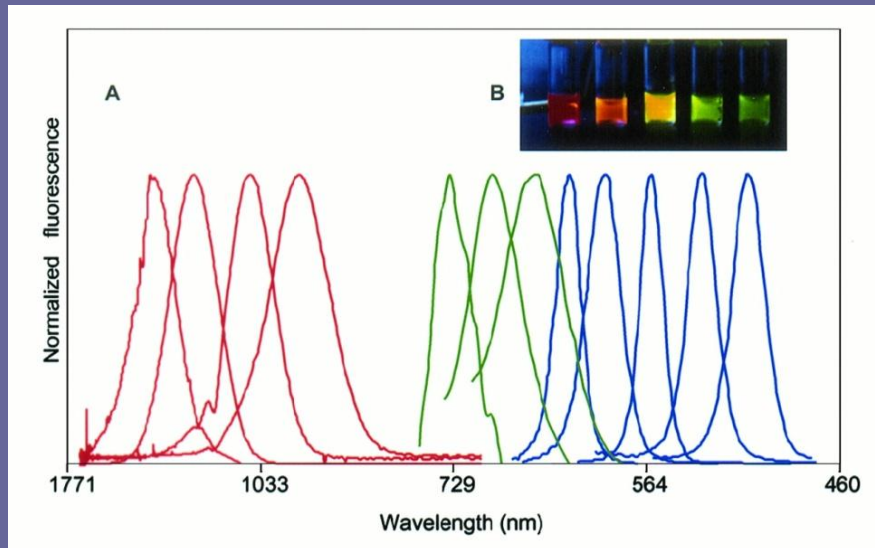 A
B
Normalized fluorescence
1771 1033 729 564 460
Wavelength (nm)